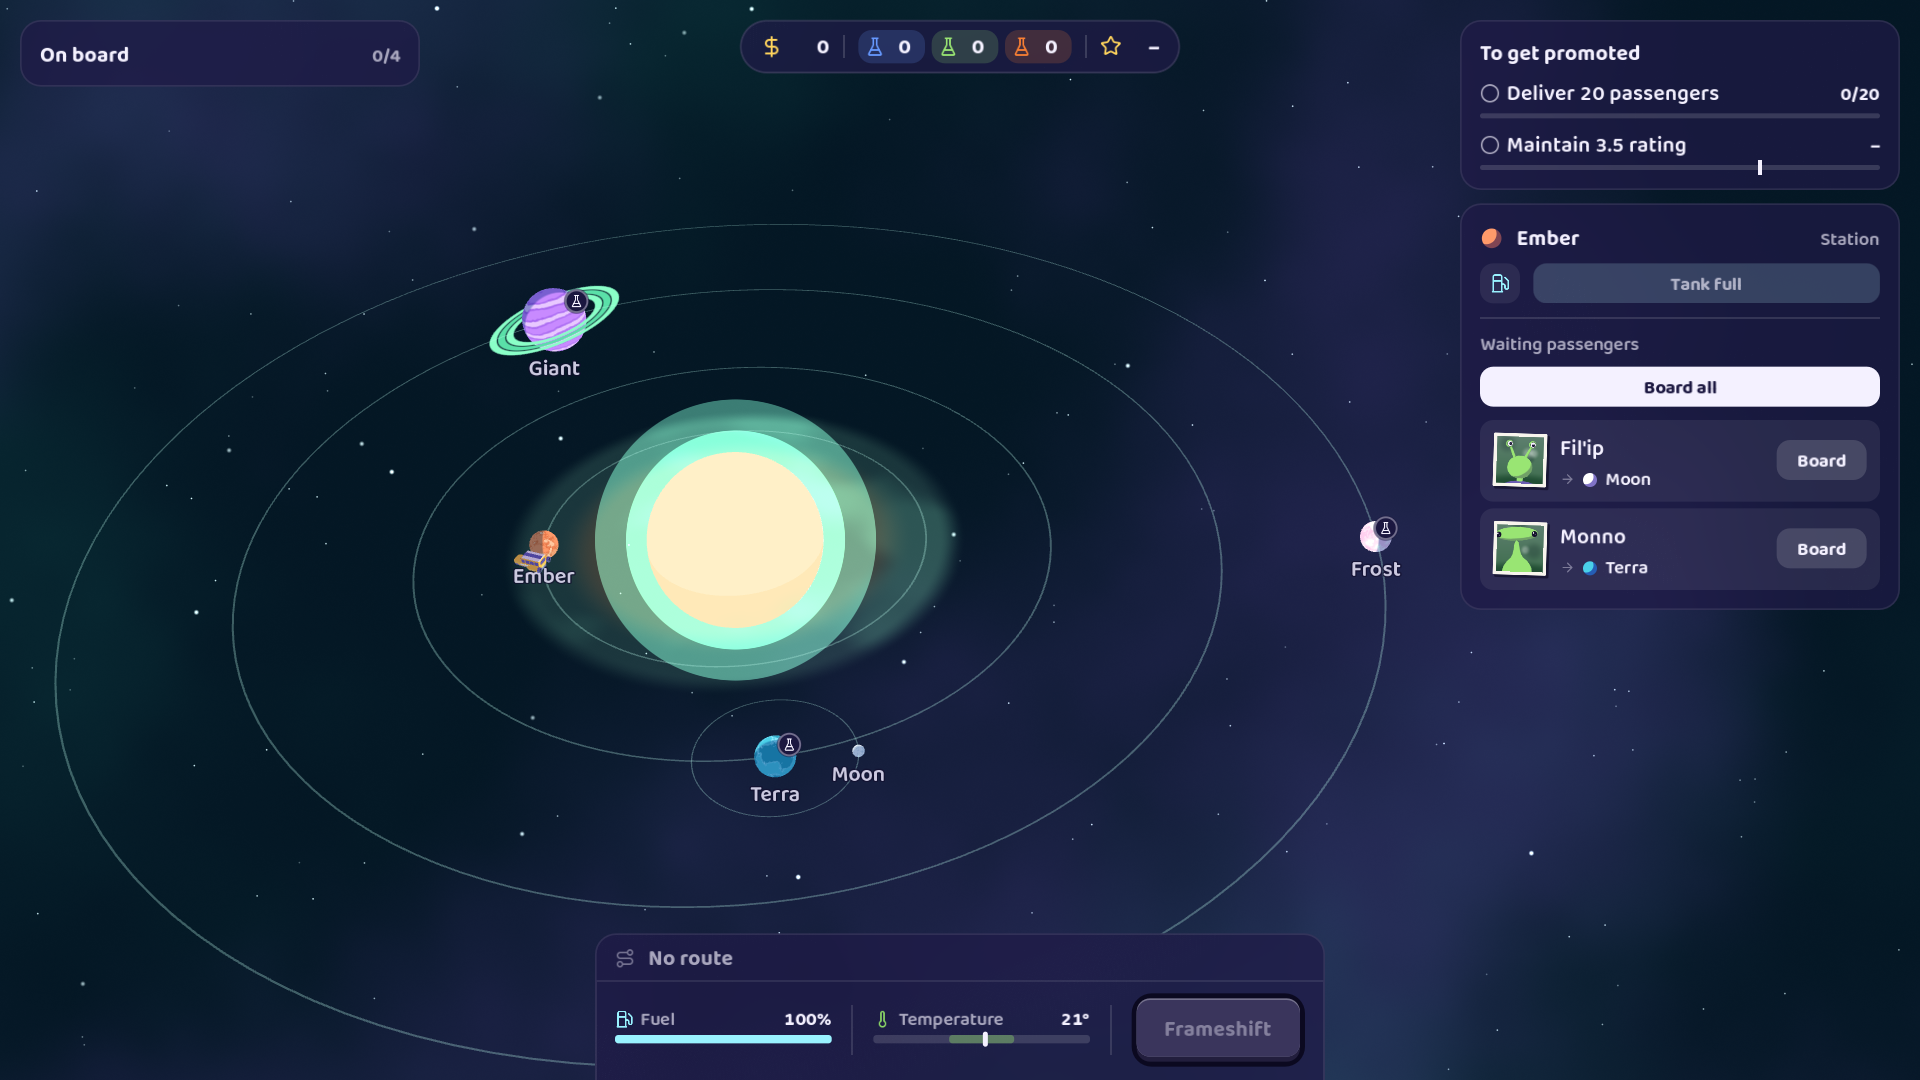 On board 0/4
0 0 0 0 –
To get promoted
Deliver 20 passengers 0/20
Maintain 3.5 rating –
Ember Station
Tank full
Waiting passengers
Board all
Fil'ip
→ Moon
Board
Monno
→ Terra
Board
Giant
Ember
Frost
Terra
Moon
No route
Fuel 100%
Temperature 21°
Frameshift